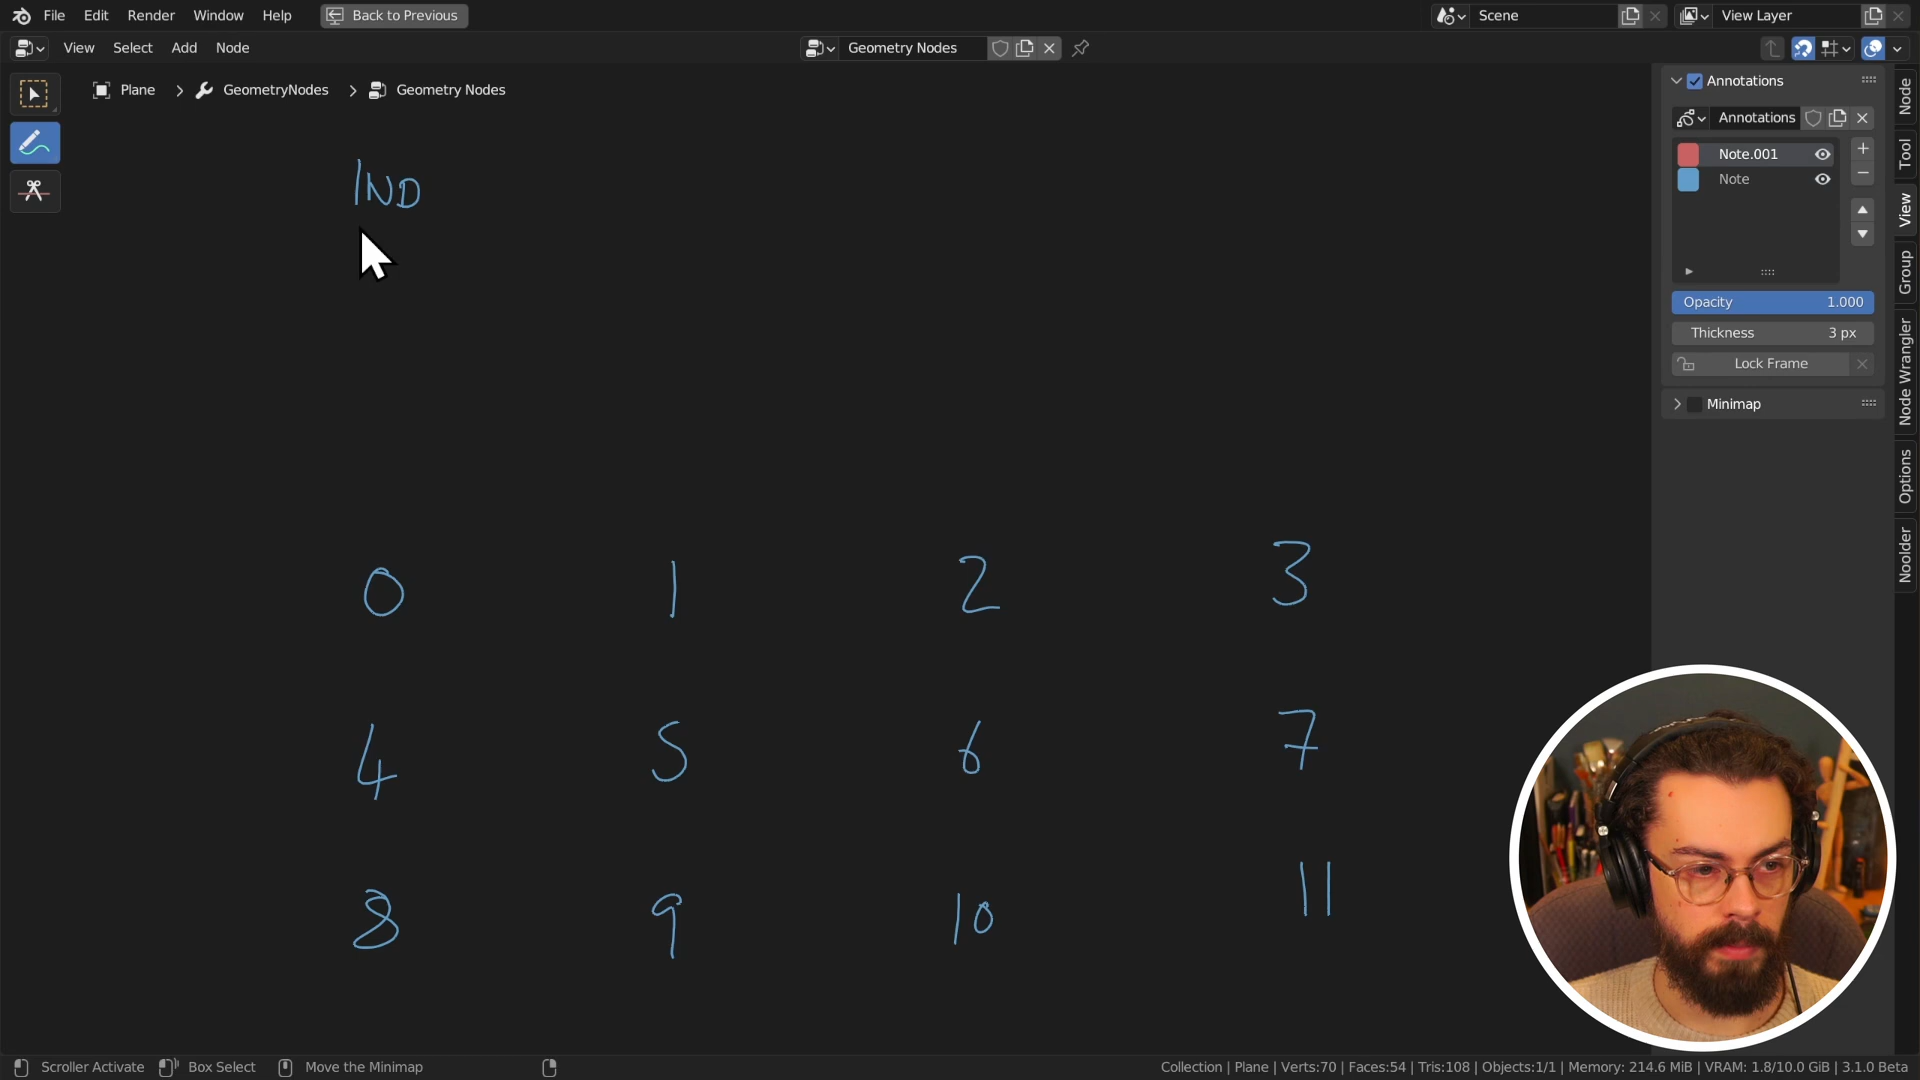 File Edit Render Window Help Back to Previous Scene View Layer
View Select Add Node Geometry Nodes
Plane > GeometryNodes > Geometry Nodes
Annotations
Annotations
Note.001
Note
Opacity 1.000
Thickness 3 px
Lock Frame
Minimap
Node
Tool
View
Group
Node Wrangler
Options
Noolder
IND
0 1 2 3
4 5 6 7
8 9 10 11
Scroller Activate Box Select Move the Minimap Collection | Plane | Verts:70 | Faces:54 | Tris:108 | Objects:1/1 | Memory: 214.6 MiB | VRAM: 1.8/10.0 GiB | 3.1.0 Beta